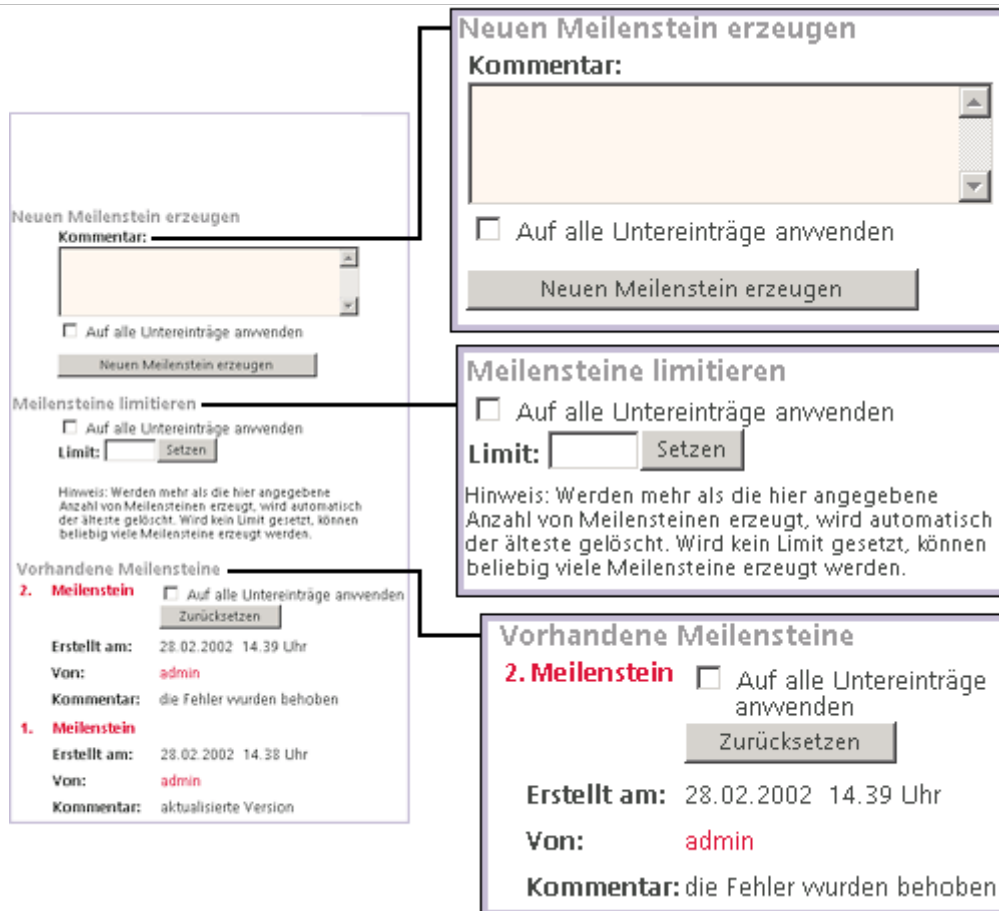 Neuen Meilenstein erzeugen
Kommentar:
Auf alle Untereinträge anwenden
Neuen Meilenstein erzeugen
Meilensteine limitieren
Auf alle Untereinträge anwenden
Limit: Setzen
Hinweis: Werden mehr als die hier angegebene
Anzahl von Meilensteinen erzeugt, wird automatisch
der älteste gelöscht. Wird kein Limit gesetzt, können
beliebig viele Meilensteine erzeugt werden.
Vorhandene Meilensteine
2. Meilenstein Auf alle Untereinträge anwenden
Zurücksetzen
Erstellt am: 28.02.2002 14.39 Uhr
Von: admin
Kommentar: die Fehler wurden behoben
1. Meilenstein
Erstellt am: 28.02.2002 14.38 Uhr
Von: admin
Kommentar: aktualisierte Version
Neuen Meilenstein erzeugen
Kommentar:
Auf alle Untereinträge anwenden
Neuen Meilenstein erzeugen
Meilensteine limitieren
Auf alle Untereinträge anwenden
Limit: Setzen
Hinweis: Werden mehr als die hier angegebene
Anzahl von Meilensteinen erzeugt, wird automatisch
der älteste gelöscht. Wird kein Limit gesetzt, können
beliebig viele Meilensteine erzeugt werden.
Vorhandene Meilensteine
2. Meilenstein Auf alle Untereinträge
anwenden
Zurücksetzen
Erstellt am: 28.02.2002 14.39 Uhr
Von: admin
Kommentar: die Fehler wurden behoben